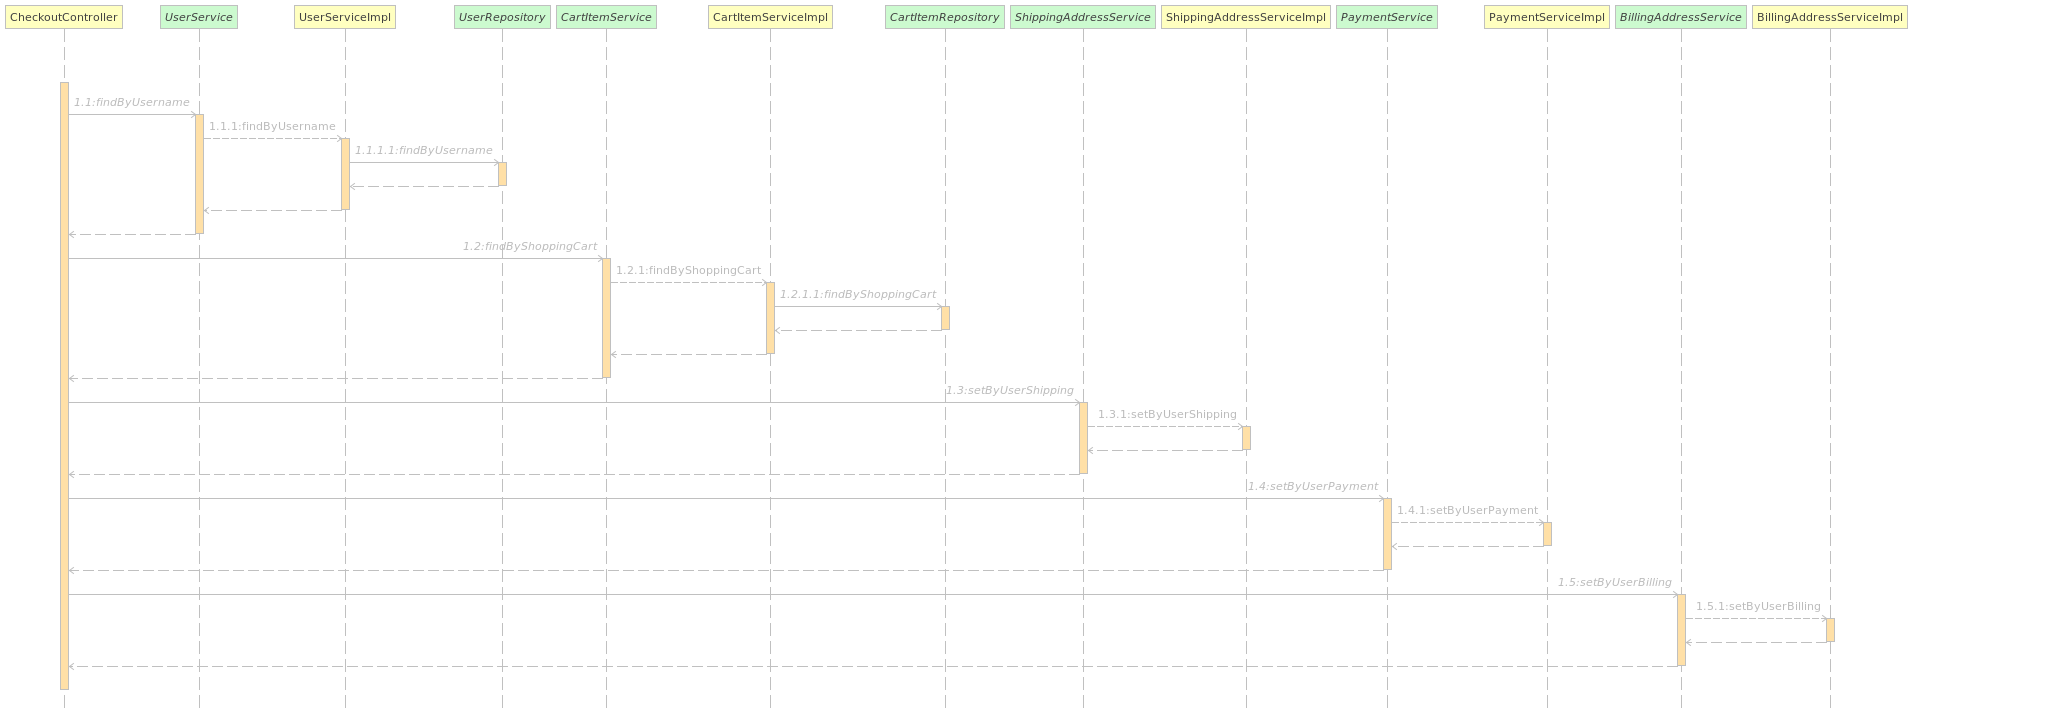 CheckoutController
UserService
UserServiceImpl
UserRepository
CartItemService
CartItemServiceImpl
CartItemRepository
ShippingAddressService
ShippingAddressServiceImpl
PaymentService
PaymentServiceImpl
BillingAddressService
BillingAddressServiceImpl
1.1:findByUsername
1.1.1:findByUsername
1.1.1.1:findByUsername
1.2:findByShoppingCart
1.2.1:findByShoppingCart
1.2.1.1:findByShoppingCart
1.3:setByUserShipping
1.3.1:setByUserShipping
1.4:setByUserPayment
1.4.1:setByUserPayment
1.5:setByUserBilling
1.5.1:setByUserBilling